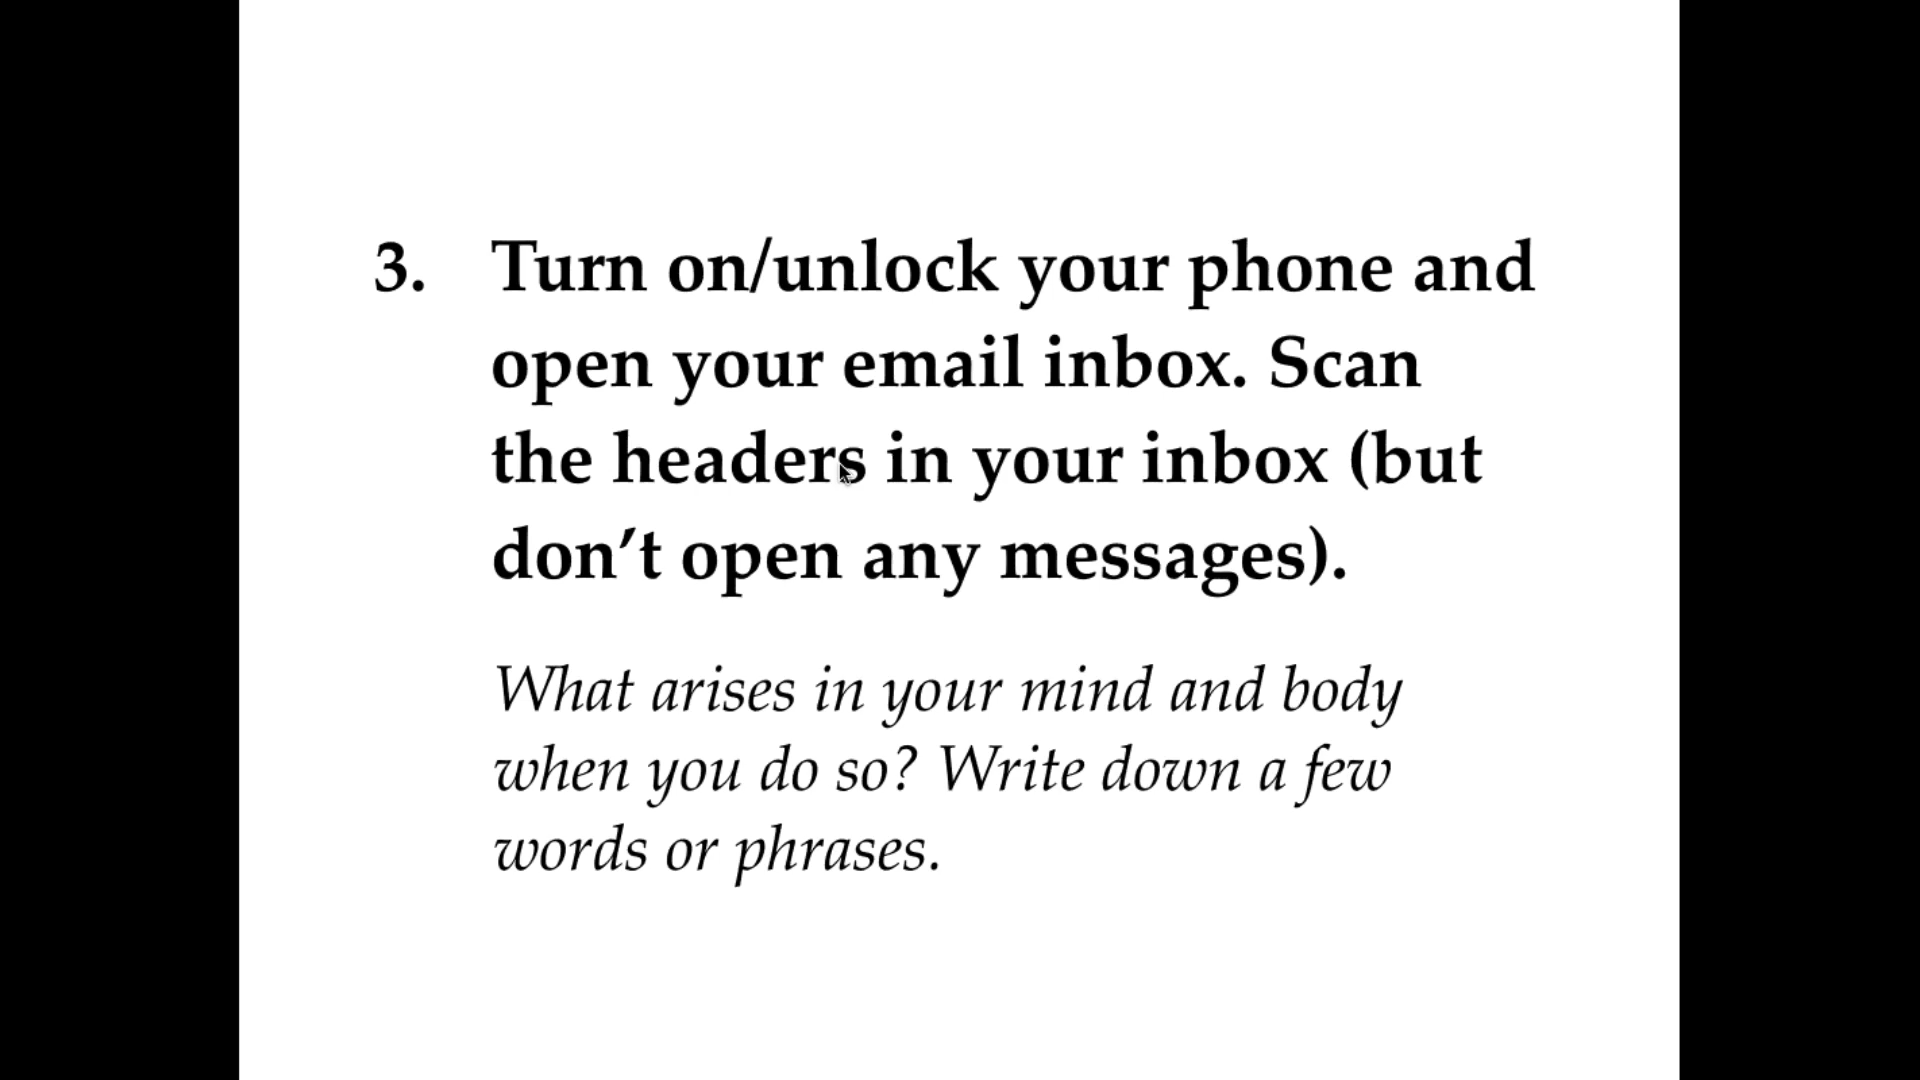 3. Turn on/unlock your phone and
open your email inbox. Scan
the headers in your inbox (but
don’t open any messages).
What arises in your mind and body
when you do so? Write down a few
words or phrases.